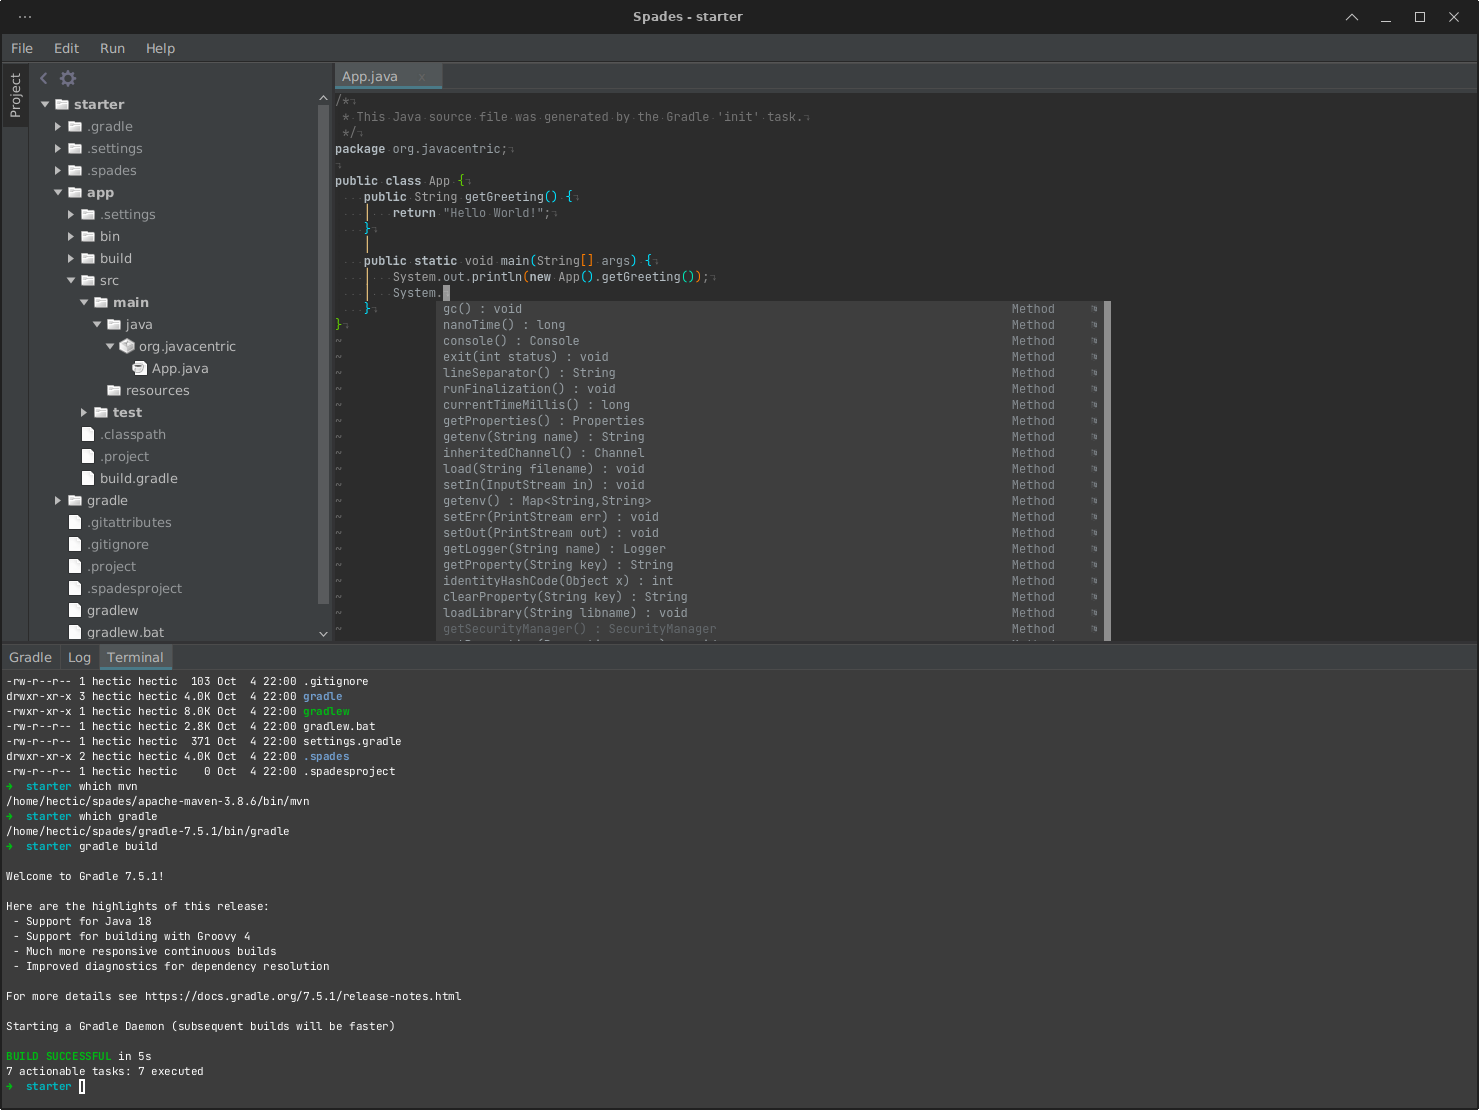 Spades - starter
File Edit Run Help
Project
starter
.gradle
.settings
.spades
app
.settings
bin
build
src
main
java
org.javacentric
App.java
resources
test
.classpath
.project
build.gradle
gradle
.gitattributes
.gitignore
.project
.spadesproject
gradlew
gradlew.bat
App.java x
/*
 * This Java source file was generated by the Gradle 'init' task.
 */
package org.javacentric;
public class App {
    public String getGreeting() {
        return "Hello World!";
    }
    public static void main(String[] args) {
        System.out.println(new App().getGreeting());
        System.
    }
}
gc() : void Method
nanoTime() : long Method
console() : Console Method
exit(int status) : void Method
lineSeparator() : String Method
runFinalization() : void Method
currentTimeMillis() : long Method
getProperties() : Properties Method
getenv(String name) : String Method
inheritedChannel() : Channel Method
load(String filename) : void Method
setIn(InputStream in) : void Method
getenv() : Map<String,String> Method
setErr(PrintStream err) : void Method
setOut(PrintStream out) : void Method
getLogger(String name) : Logger Method
getProperty(String key) : String Method
identityHashCode(Object x) : int Method
clearProperty(String key) : String Method
loadLibrary(String libname) : void Method
getSecurityManager() : SecurityManager Method
Gradle Log Terminal
-rw-r--r-- 1 hectic hectic  103 Oct  4 22:00 .gitignore
drwxr-xr-x 3 hectic hectic 4.0K Oct  4 22:00 gradle
-rwxr-xr-x 1 hectic hectic 8.0K Oct  4 22:00 gradlew
-rw-r--r-- 1 hectic hectic 2.8K Oct  4 22:00 gradlew.bat
-rw-r--r-- 1 hectic hectic  371 Oct  4 22:00 settings.gradle
drwxr-xr-x 2 hectic hectic 4.0K Oct  4 22:00 .spades
-rw-r--r-- 1 hectic hectic    0 Oct  4 22:00 .spadesproject
➜  starter which mvn
/home/hectic/spades/apache-maven-3.8.6/bin/mvn
➜  starter which gradle
/home/hectic/spades/gradle-7.5.1/bin/gradle
➜  starter gradle build
Welcome to Gradle 7.5.1!
Here are the highlights of this release:
 - Support for Java 18
 - Support for building with Groovy 4
 - Much more responsive continuous builds
 - Improved diagnostics for dependency resolution
For more details see https://docs.gradle.org/7.5.1/release-notes.html
Starting a Gradle Daemon (subsequent builds will be faster)
BUILD SUCCESSFUL in 5s
7 actionable tasks: 7 executed
➜  starter